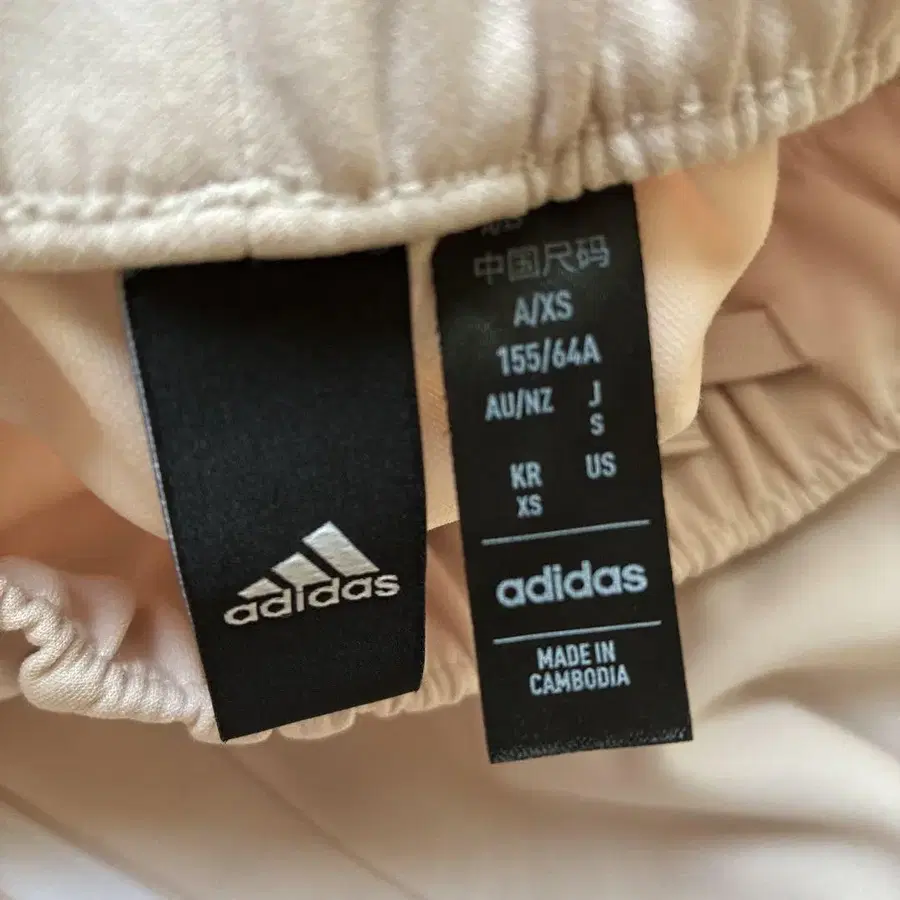 adidas
中国尺码
A/XS
155/64A
AU/NZ J
S
KR US
XS
adidas
MADE IN
CAMBODIA